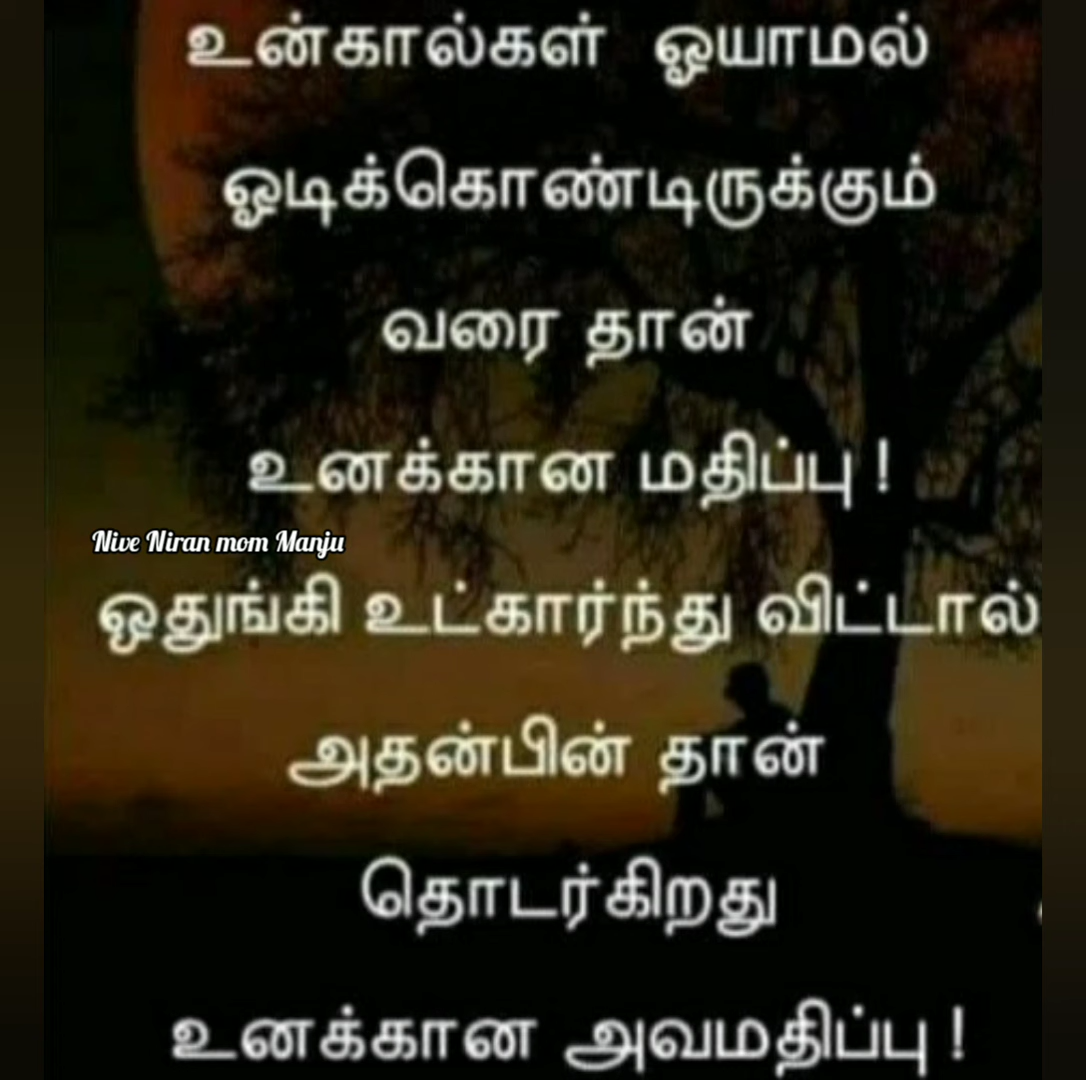 உன்கால்கள் ஓயாமல்
ஓடிக்கொண்டிருக்கும்
வரை தான்
உனக்கான மதிப்பு !
Nive Niran mom Manju
ஒதுங்கி உட்கார்ந்து விட்டால்
அதன்பின் தான்
தொடர்கிறது
உனக்கான அவமதிப்பு !